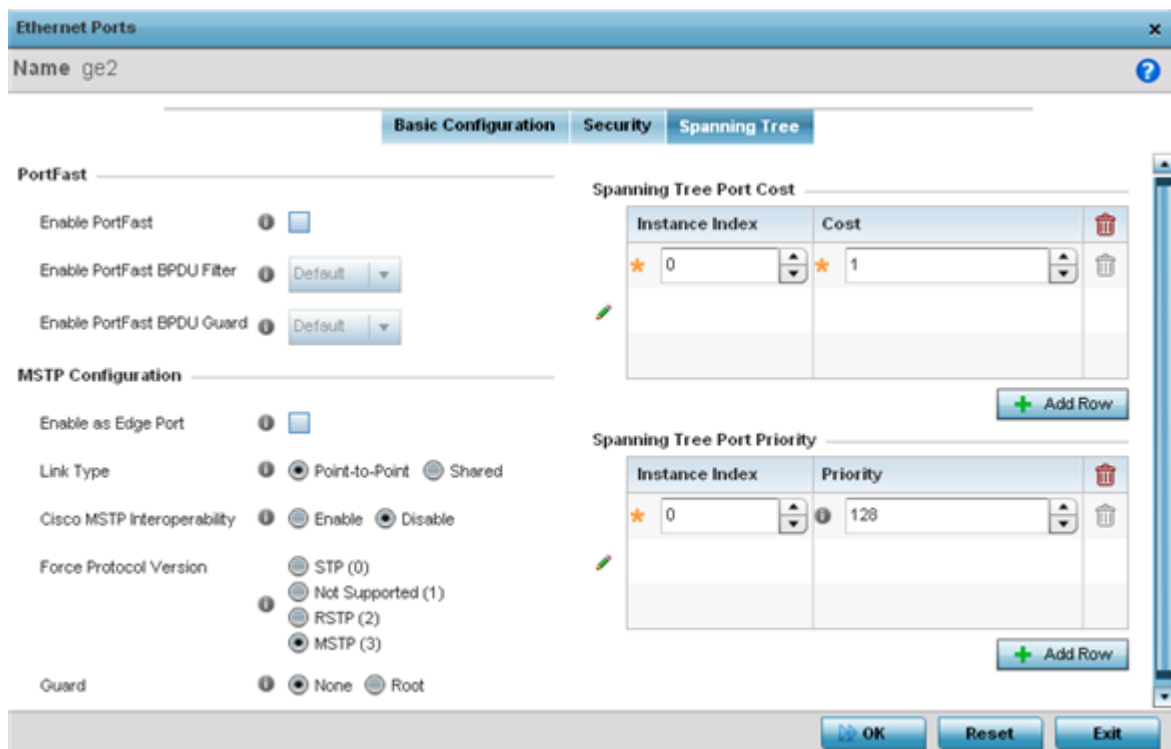 Ethernet Ports
Name ge2
Basic Configuration
Security
Spanning Tree
PortFast
Enable PortFast
Enable PortFast BPDU Filter
Default
Enable PortFast BPDU Guard
Default
MSTP Configuration
Enable as Edge Port
Link Type
Point-to-Point
Shared
Cisco MSTP Interoperability
Enable
Disable
Force Protocol Version
STP (0)
Not Supported (1)
RSTP (2)
MSTP (3)
Guard
None
Root
Spanning Tree Port Cost
Instance Index
Cost
0
1
Add Row
Spanning Tree Port Priority
Instance Index
Priority
0
128
Add Row
OK
Reset
Exit